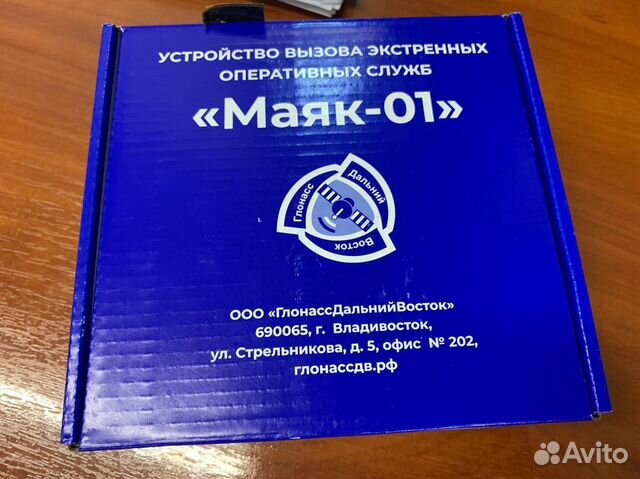 УСТРОЙСТВО ВЫЗОВА ЭКСТРЕННЫХ
ОПЕРАТИВНЫХ СЛУЖБ
«Маяк-01»
Глонасс
Дальний
Восток
ООО «ГлонассДальнийВосток»
690065, г. Владивосток,
ул. Стрельникова, д. 5, офис № 202,
глонассдв.рф
Avito